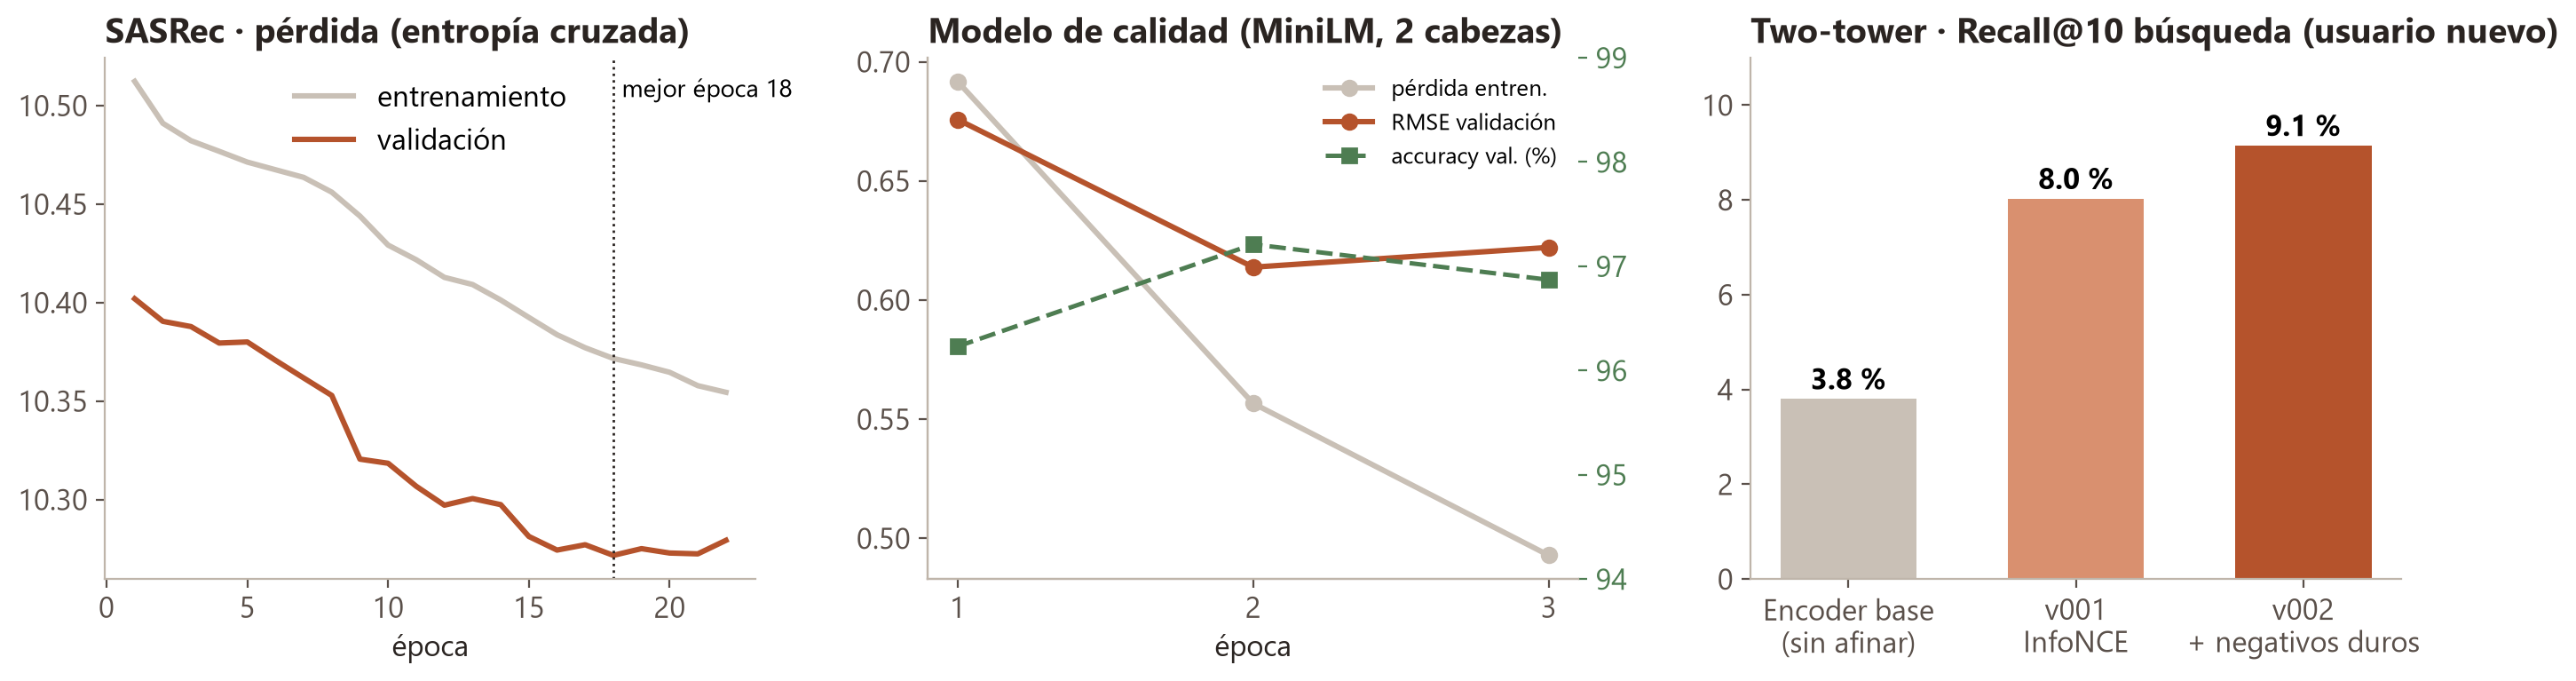 SASRec · pérdida (entropía cruzada)
10.50
10.45
10.40
10.35
10.30
entrenamiento
validación
mejor época 18
0
5
10
15
20
época
Modelo de calidad (MiniLM, 2 cabezas)
0.70
0.65
0.60
0.55
0.50
pérdida entren.
RMSE validación
accuracy val. (%)
99
98
97
96
95
94
1
2
3
época
Two-tower · Recall@10 búsqueda (usuario nuevo)
10
8
6
4
2
0
3.8 %
8.0 %
9.1 %
Encoder base
(sin afinar)
v001
InfoNCE
v002
+ negativos duros